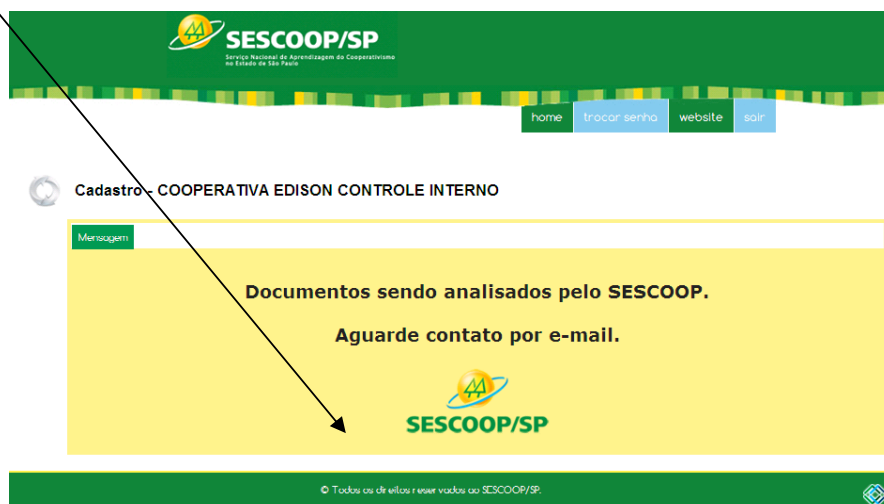 SESCOOP/SP
Serviço Nacional de Aprendizagem do Cooperativismo
no Estado de São Paulo
home trocar senha website sair
Cadastro - COOPERATIVA EDISON CONTROLE INTERNO
Mensagem
Documentos sendo analisados pelo SESCOOP.
Aguarde contato por e-mail.
SESCOOP/SP
© Todos os direitos reservados ao SESCOOP/SP.